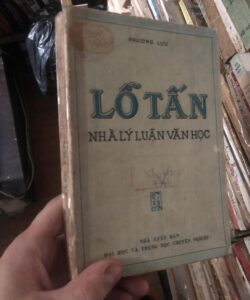 PHƯƠNG LỰU
LỖ TẤN
NHÀ LÝ LUẬN VĂN HỌC
NHÀ XUẤT BẢN
ĐẠI HỌC VÀ TRUNG HỌC CHUYÊN NGHIỆP